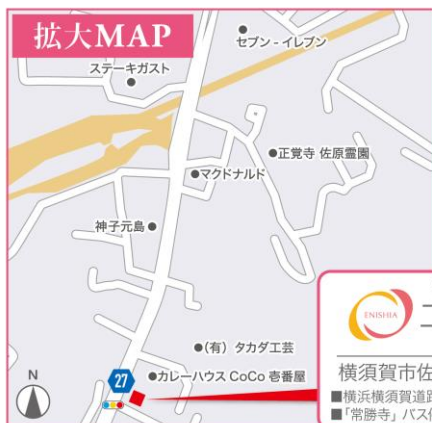 拡大MAP
セブン-イレブン
ステーキガスト
正覚寺 佐原霊園
マクドナルド
神子元島
(有) タカダ工芸
27
カレーハウス CoCo 壱番屋
N
ENISHIA
横須賀市佐
■横浜横須賀道
■「常勝寺」バス